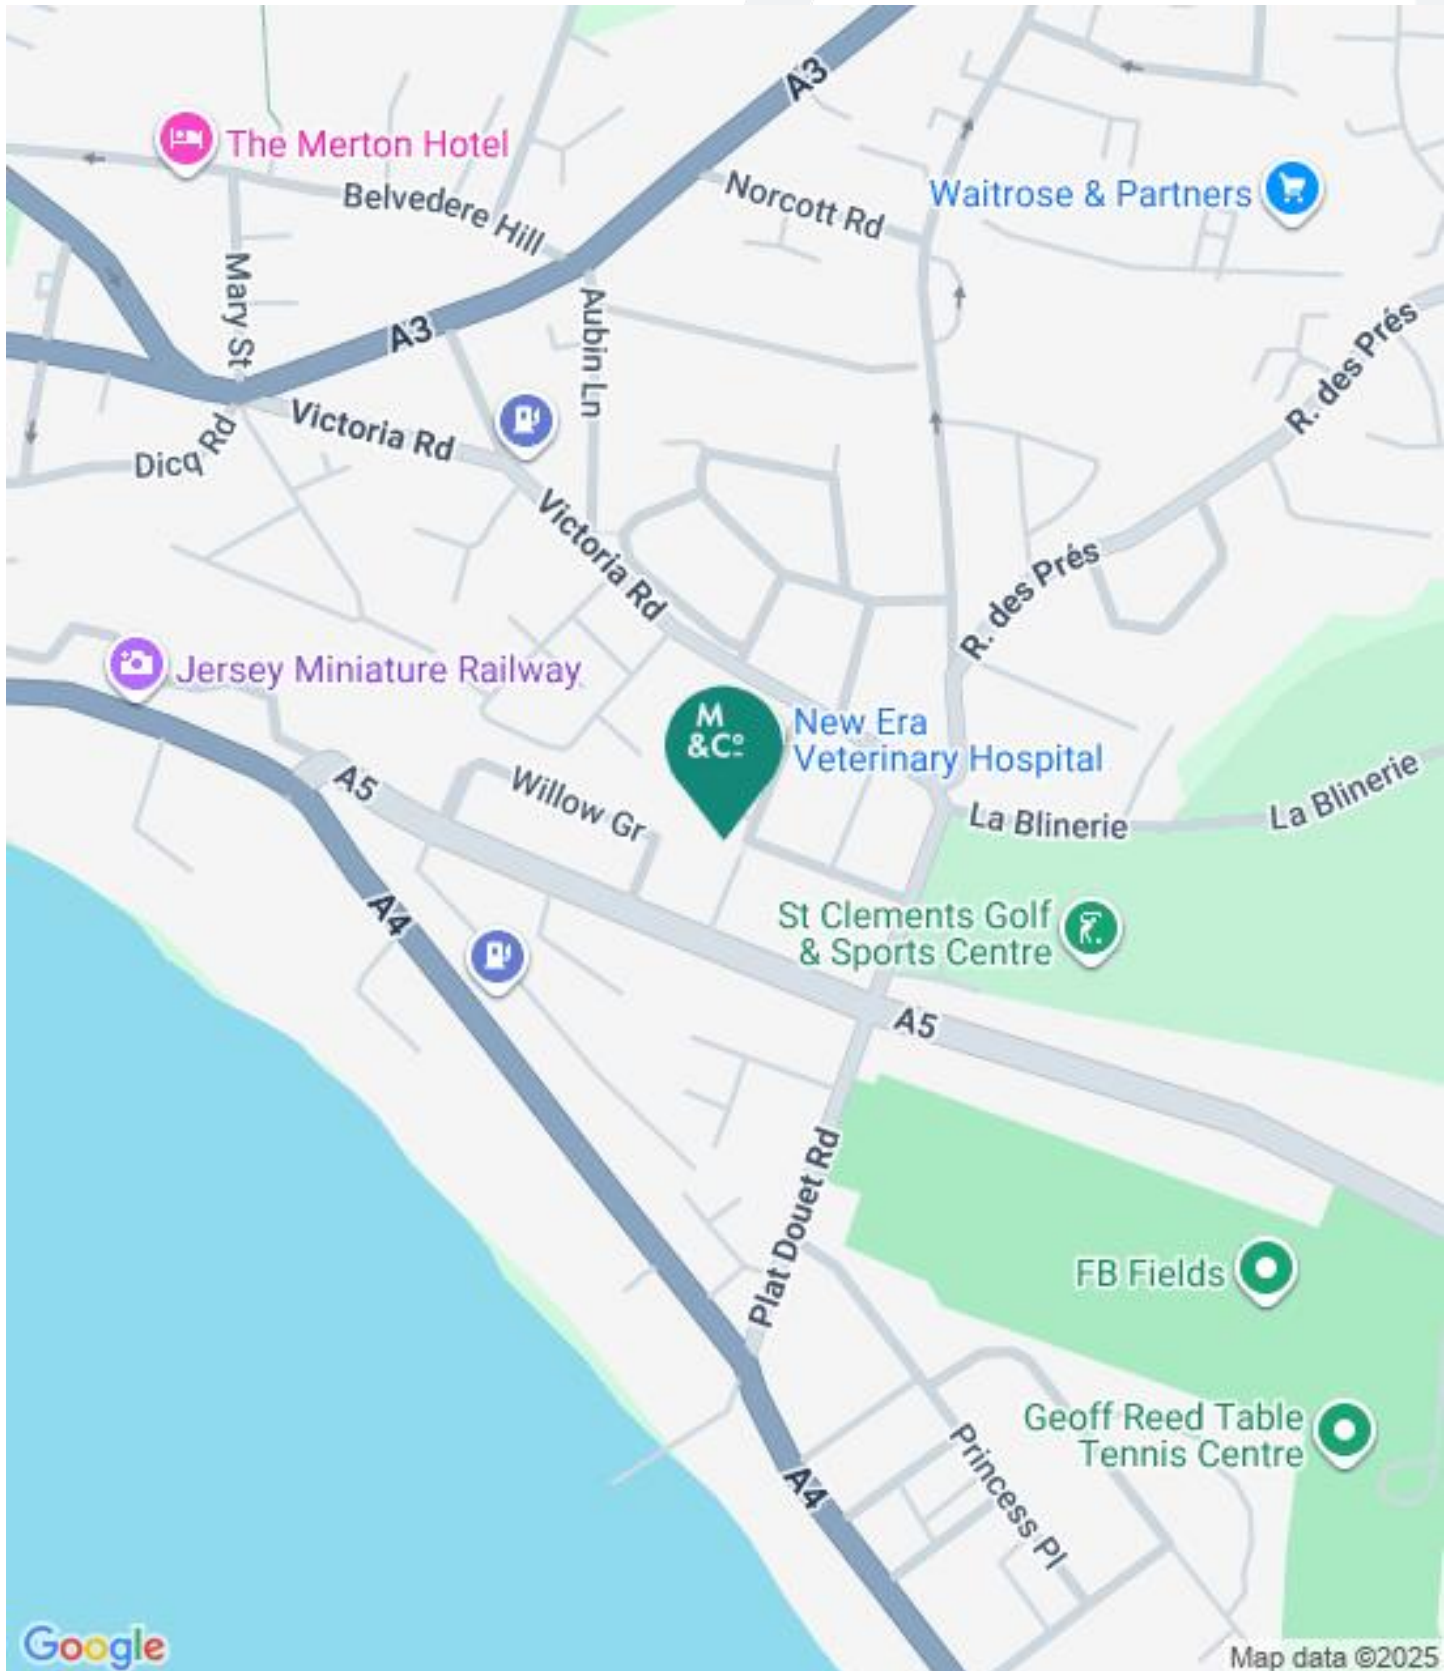 A3
The Merton Hotel
Norcott Rd
Waitrose & Partners
Belvedere Hill
Mary St
Aubin Ln
A3
R. des Prés
Victoria Rd
Dicq Rd
Victoria Rd
R. des Prés
Jersey Miniature Railway
M
&Cº
New Era
Veterinary Hospital
A5
Willow Gr
La Blinerie
La Blinerie
A4
St Clements Golf
& Sports Centre
A5
Plat Douet Rd
FB Fields
Geoff Reed Table
Tennis Centre
Princess Pl
A4
Google
Map data ©2025